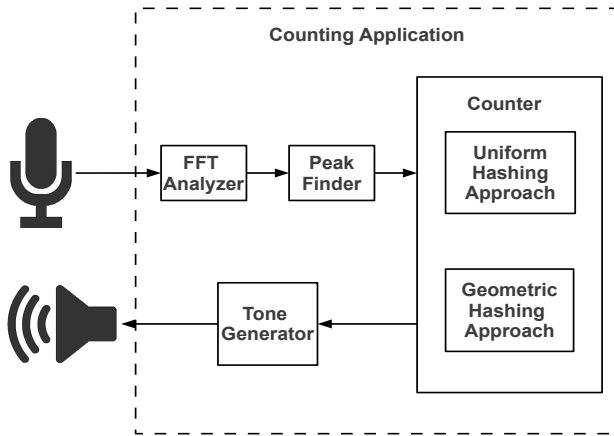 Counting Application
Counter
FFT
Analyzer
Peak
Finder
Uniform
Hashing
Approach
Tone
Generator
Geometric
Hashing
Approach